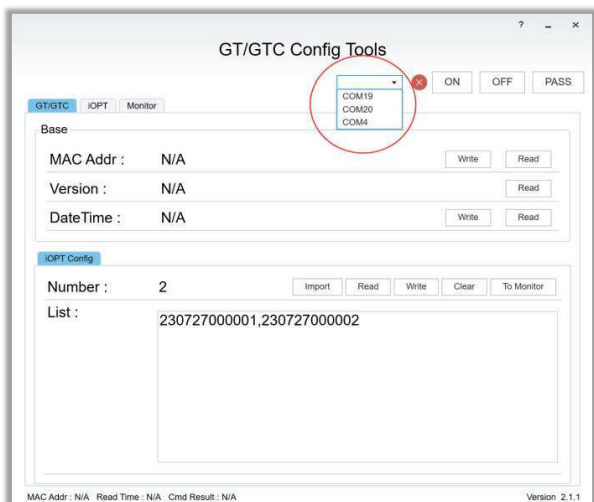 ? – ×
GT/GTC Config Tools
ON OFF PASS
COM19
COM20
COM4
GT/GTC iOPT Monitor
Base
MAC Addr : N/A Write Read
Version : N/A Read
DateTime : N/A Write Read
iOPT Config
Number : 2 Import Read Write Clear To Monitor
List :
230727000001,230727000002
MAC Addr : N/A Read Time : N/A Cmd Result : N/A Version 2.1.1